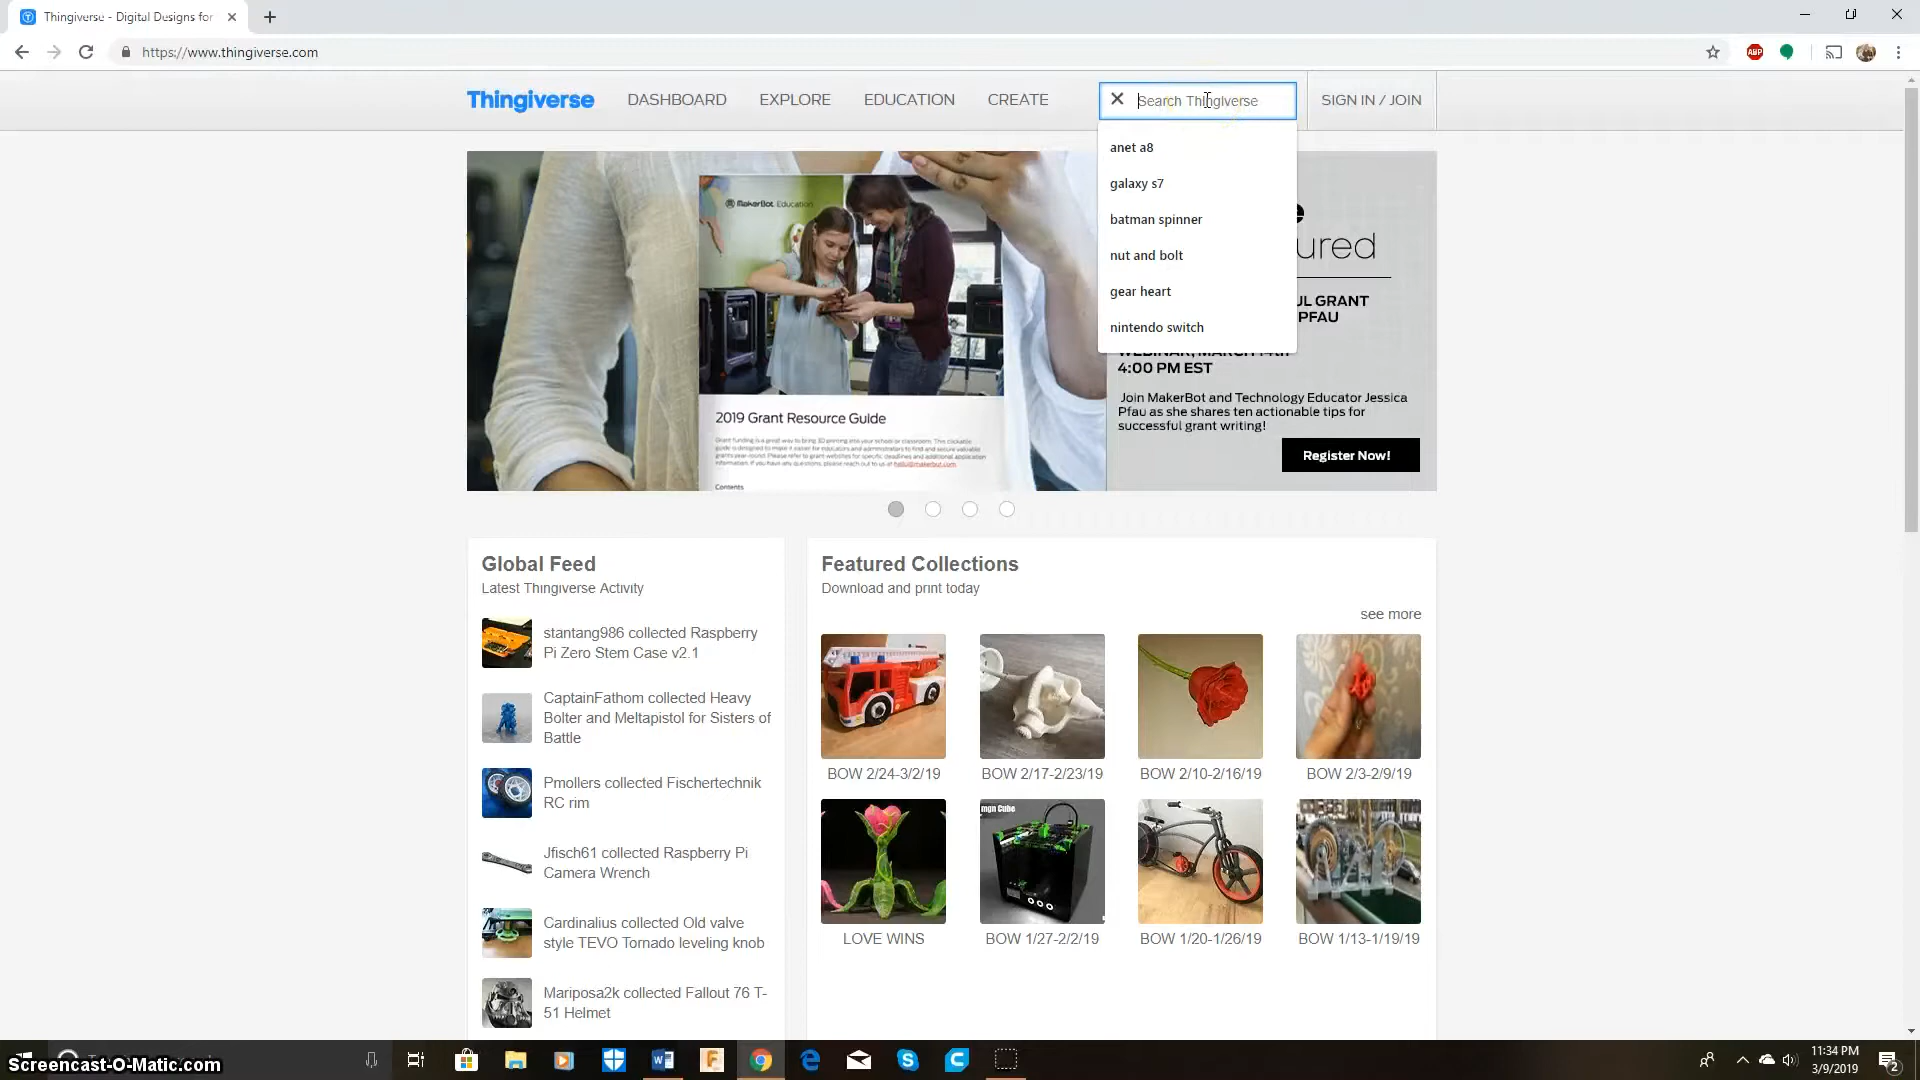 Thingiverse - Digital Designs for
https://www.thingiverse.com
ABP
Thingiverse DASHBOARD EXPLORE EDUCATION CREATE Search Thingiverse SIGN IN / JOIN
anet a8
galaxy s7
batman spinner
nut and bolt
gear heart
nintendo switch
MakerBot Education
2019 Grant Resource Guide
Contents
ured
UL GRANT
PFAU
WEBINAR, MARCH 14th
4:00 PM EST
Join MakerBot and Technology Educator Jessica
Pfau as she shares ten actionable tips for
successful grant writing!
Register Now!
Global Feed
Latest Thingiverse Activity
stantang986 collected Raspberry
Pi Zero Stem Case v2.1
CaptainFathom collected Heavy
Bolter and Meltapistol for Sisters of
Battle
Pmollers collected Fischertechnik
RC rim
Jfisch61 collected Raspberry Pi
Camera Wrench
Cardinalius collected Old valve
style TEVO Tornado leveling knob
Mariposa2k collected Fallout 76 T-
51 Helmet
Featured Collections
Download and print today
see more
BOW 2/24-3/2/19 BOW 2/17-2/23/19 BOW 2/10-2/16/19 BOW 2/3-2/9/19
mgn Cube
LOVE WINS BOW 1/27-2/2/19 BOW 1/20-1/26/19 BOW 1/13-1/19/19
Screencast-O-Matic.com
11:34 PM
3/9/2019
2